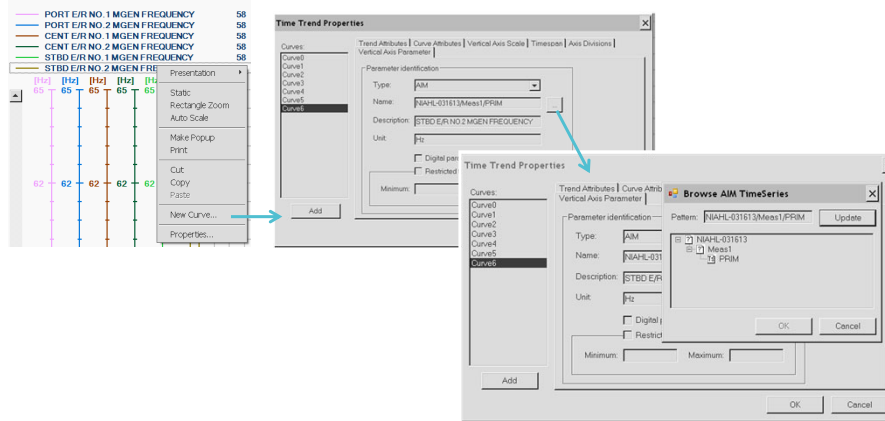 PORT E/R NO.1 MGEN FREQUENCY 58
PORT E/R NO.2 MGEN FREQUENCY 58
CENT E/R NO.1 MGEN FREQUENCY 58
CENT E/R NO.2 MGEN FREQUENCY 58
STBD E/R NO.1 MGEN FREQUENCY 58
STBD E/R NO.2 MGEN FRE
[Hz] [Hz] [Hz] [Hz] [Hz
65 65 65 65 65
62 62 62 62 62
Presentation
Static
Rectangle Zoom
Auto Scale
Make Popup
Print
Cut
Copy
Paste
New Curve...
Properties...
Time Trend Properties
Curves:
Curve0
Curve1
Curve2
Curve3
Curve4
Curve5
Curve6
Add
Trend Attributes Curve Attributes Vertical Axis Scale Timespan Axis Divisions
Vertical Axis Parameter
Parameter identification
Type: AIM
Name: NIAHL-031613/Meas1/PRIM ...
Description: STBD E/R NO.2 MGEN FREQUENCY
Unit: Hz
Digital par
Restricted
Minimum:
Time Trend Properties
Curves:
Curve0
Curve1
Curve2
Curve3
Curve4
Curve5
Curve6
Add
Trend Attributes Curve Attrib
Vertical Axis Parameter
Parameter identification
Type: AIM
Name: NIAHL-031
Description: STBD E/R
Unit: Hz
Digital p
Restrict
Minimum: Maximum:
OK Cancel
Browse AIM TimeSeries
Pattern: NIAHL-031613/Meas1/PRIM Update
NIAHL-031613
Meas1
PRIM
OK Cancel